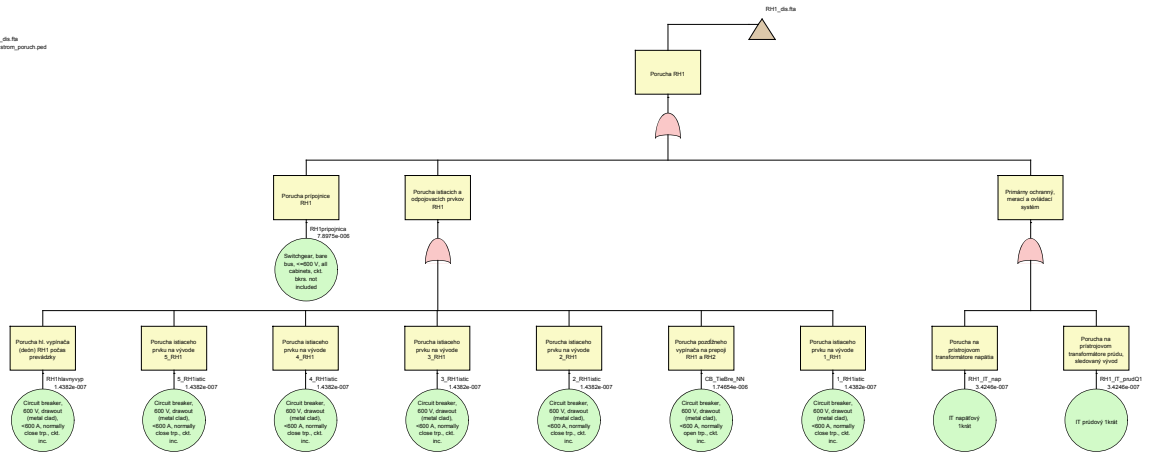 RH1_dis.fta
_dis.fta
strom_poruch.ped
Porucha RH1
Porucha prípojnice
RH1
Porucha istiacich a
odpojovacích prvkov
RH1
Primárny ochranný,
merací a ovládací
systém
RH1pripojnica
7.8975e-006
Switchgear, bare
bus, <=600 V, all
cabinets, ckt.
bkrs. not
included
Porucha hl. vypínača
(deón) RH1 počas
prevádzky
Porucha istiaceho
prvku na vývode
5_RH1
Porucha istiaceho
prvku na vývode
4_RH1
Porucha istiaceho
prvku na vývode
3_RH1
Porucha istiaceho
prvku na vývode
2_RH1
Porucha pozdĺžneho
vypínača na prepoji
RH1 a RH2
Porucha istiaceho
prvku na vývode
1_RH1
Porucha na
prístrojovom
transformátore napätia
Porucha na
prístrojovom
transformátore prúdu,
sledovaný vývod
RH1hlavnyvyp
1.4382e-007
5_RH1istic
1.4382e-007
4_RH1istic
1.4382e-007
3_RH1istic
1.4382e-007
2_RH1istic
1.4382e-007
CB_TieBre_NN
1.74654e-006
1_RH1istic
1.4382e-007
RH1_IT_nap
3.4246e-007
RH1_IT_prudQ1
3.4246e-007
Circuit breaker,
600 V, drawout
(metal clad),
<600 A, normally
close trp., ckt.
inc.
Circuit breaker,
600 V, drawout
(metal clad),
<600 A, normally
close trp., ckt.
inc.
Circuit breaker,
600 V, drawout
(metal clad),
<600 A, normally
close trp., ckt.
inc.
Circuit breaker,
600 V, drawout
(metal clad),
<600 A, normally
close trp., ckt.
inc.
Circuit breaker,
600 V, drawout
(metal clad),
<600 A, normally
close trp., ckt.
inc.
Circuit breaker,
600 V, drawout
(metal clad),
<600 A, normally
open trp., ckt.
inc.
Circuit breaker,
600 V, drawout
(metal clad),
<600 A, normally
close trp., ckt.
inc.
IT napäťový
1krát
IT prúdový 1krát